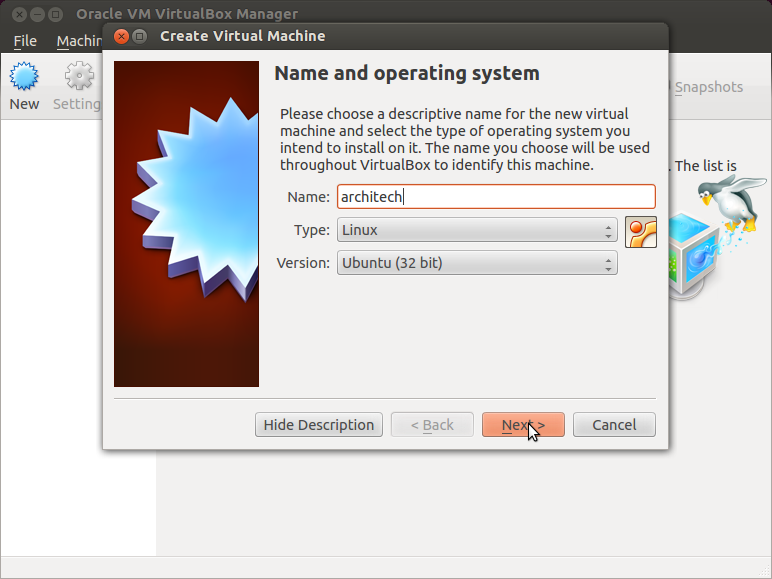 Oracle VM VirtualBox Manager
File Machin
Create Virtual Machine
New
Setting
Snapshots
. The list is
Name and operating system
Please choose a descriptive name for the new virtual
machine and select the type of operating system you
intend to install on it. The name you choose will be used
throughout VirtualBox to identify this machine.
Name: architech
Type: Linux
Version: Ubuntu (32 bit)
Hide Description
< Back
Next >
Cancel